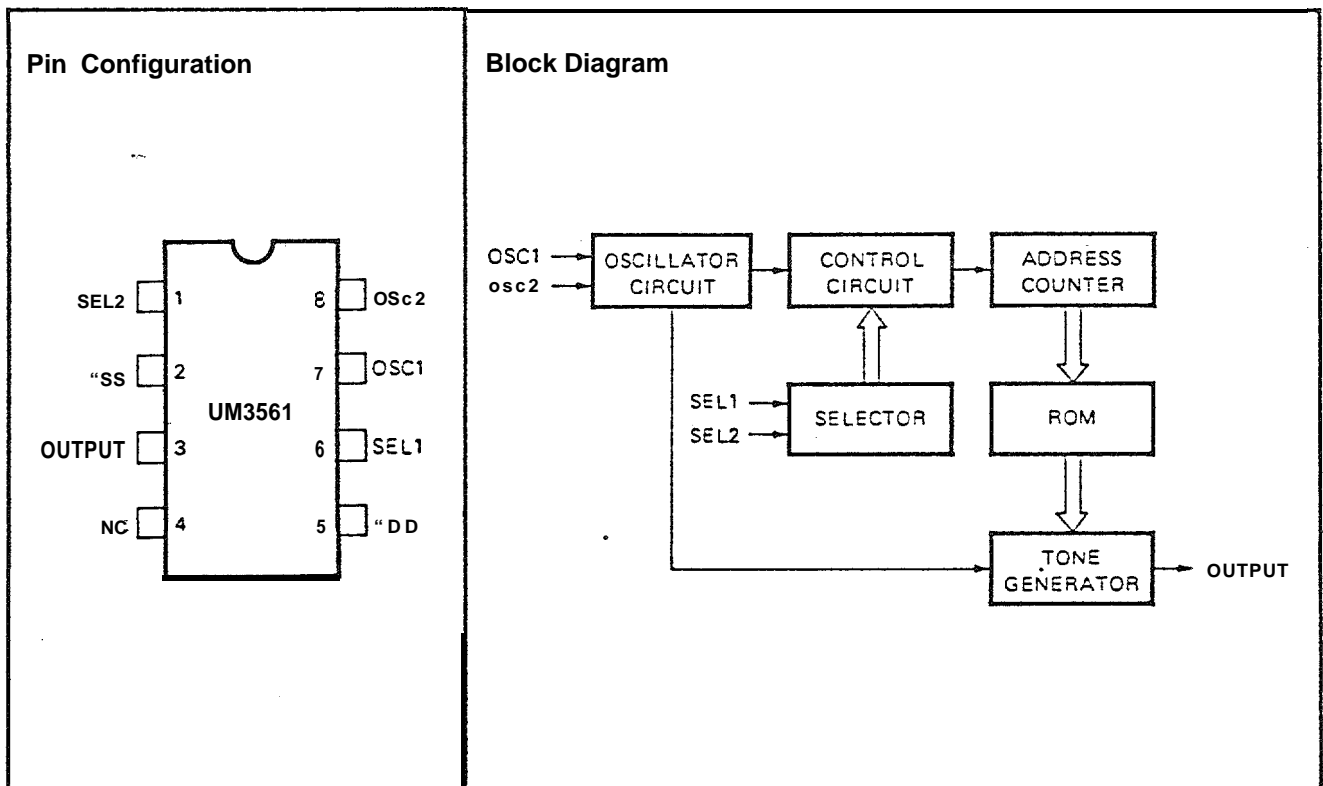 Pin Configuration
SEL2
1
8
OSc2
“SS
2
7
OSC1
UM3561
OUTPUT
3
6
SEL1
NC
4
5
“DD
Block Diagram
OSC1
osc2
OSCILLATOR
CIRCUIT
CONTROL
CIRCUIT
ADDRESS
COUNTER
SEL1
SEL2
SELECTOR
ROM
TONE
GENERATOR
OUTPUT